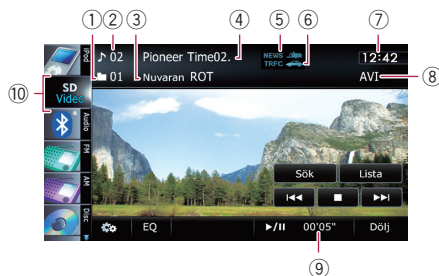 ① ② ③ ④ ⑤ ⑥ ⑦
♪ 02 Pioneer Time02. NEWS 12:42
TRFC
01 Nuvaran ROT AVI ⑧
⑩
iPod
SD
Video
Audio
FM
AM
Disc
Sök Lista
EQ ►/II 00'05" Dölj
⑨